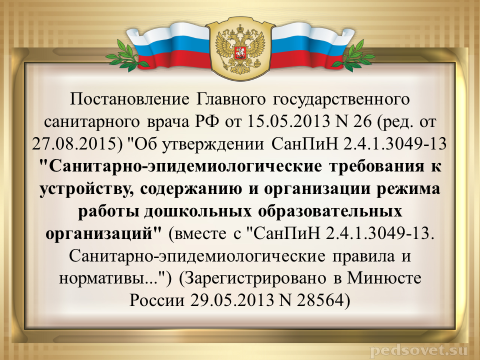 Постановление Главного государственного
санитарного врача РФ от 15.05.2013 N 26 (ред. от
27.08.2015) "Об утверждении СанПиН 2.4.1.3049-13
"Санитарно-эпидемиологические требования к
устройству, содержанию и организации режима
работы дошкольных образовательных
организаций" (вместе с "СанПиН 2.4.1.3049-13.
Санитарно-эпидемиологические правила и
нормативы...") (Зарегистрировано в Минюсте
России 29.05.2013 N 28564)
pedsovet.su